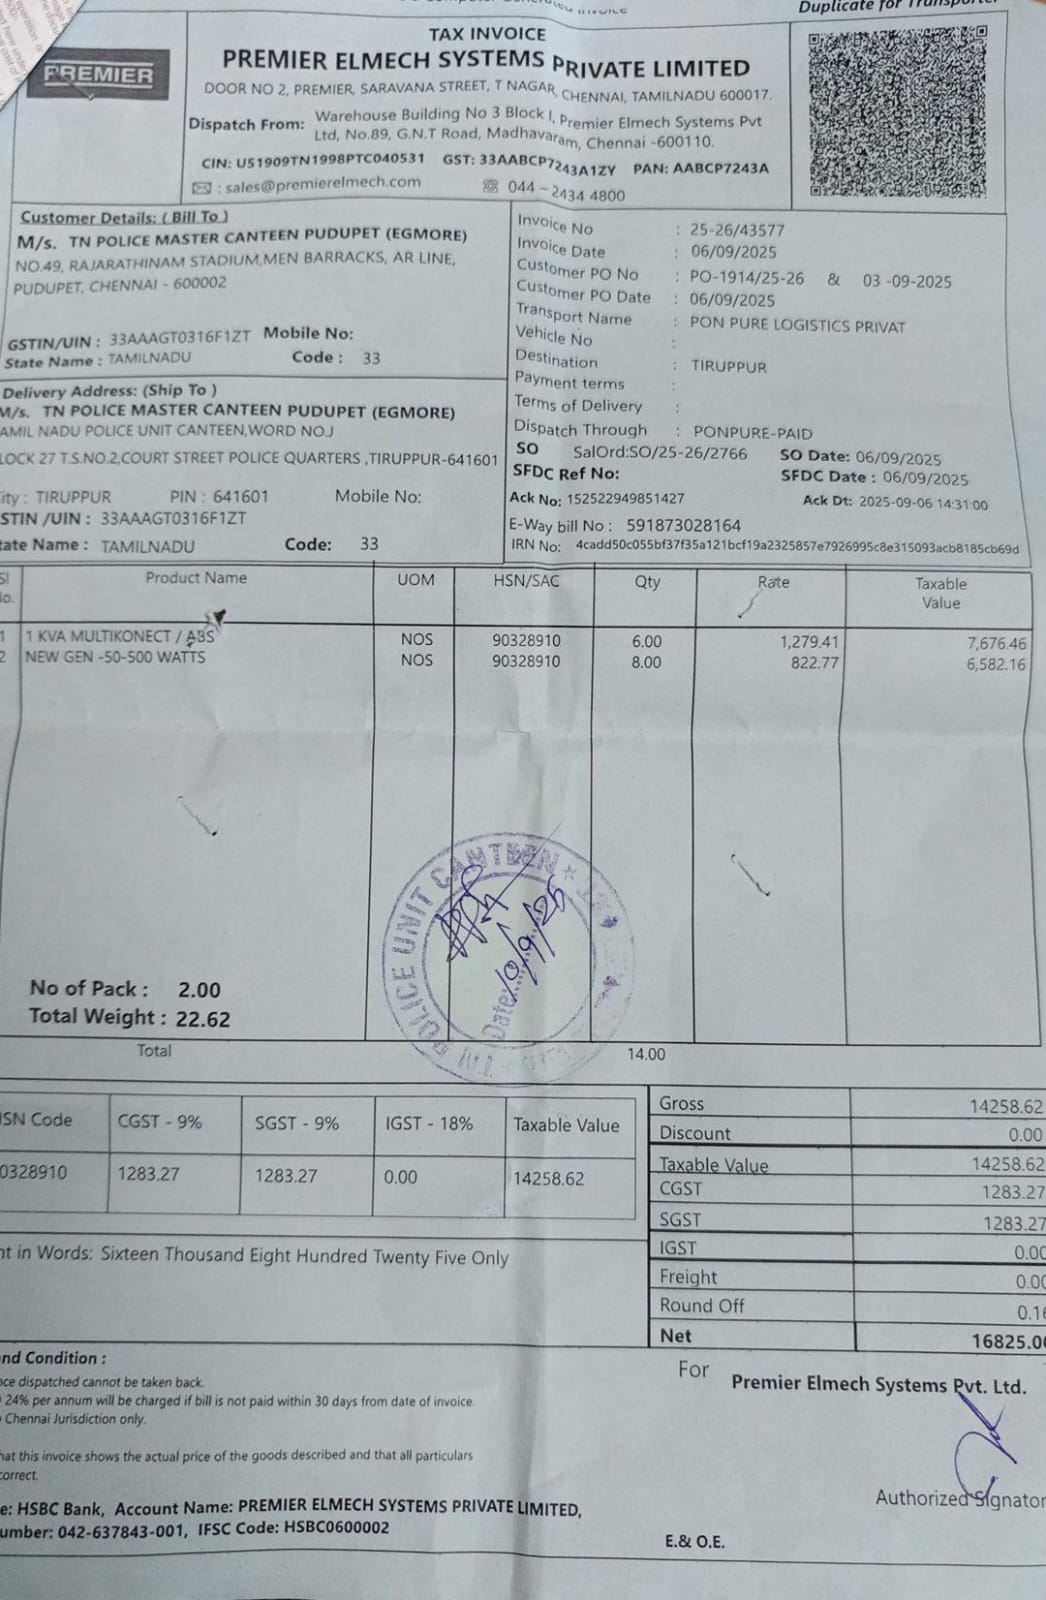 Duplicate for Transporter
PREMIER
TAX INVOICE
PREMIER ELMECH SYSTEMS PRIVATE LIMITED
DOOR NO 2, PREMIER, SARAVANA STREET, T NAGAR, CHENNAI, TAMILNADU 600017.
Dispatch From: Warehouse Building No 3 Block I, Premier Elmech Systems Pvt
Ltd, No.89, G.N.T Road, Madhavaram, Chennai -600110.
CIN: U51909TN1998PTC040531 GST: 33AABCP7243A1ZY PAN: AABCP7243A
: sales@premierelmech.com 044 - 2434 4800
Customer Details: ( Bill To )
M/s. TN POLICE MASTER CANTEEN PUDUPET (EGMORE)
NO.49, RAJARATHINAM STADIUM,MEN BARRACKS, AR LINE,
PUDUPET, CHENNAI - 600002
GSTIN/UIN : 33AAAGT0316F1ZT Mobile No:
State Name : TAMILNADU Code : 33
Invoice No : 25-26/43577
Invoice Date : 06/09/2025
Customer PO No : PO-1914/25-26 & 03 -09-2025
Customer PO Date : 06/09/2025
Transport Name : PON PURE LOGISTICS PRIVAT
Vehicle No :
Destination : TIRUPPUR
Payment terms :
Terms of Delivery :
Dispatch Through : PONPURE-PAID
SO SalOrd:SO/25-26/2766 SO Date: 06/09/2025
SFDC Ref No: SFDC Date : 06/09/2025
Ack No: 152522949851427 Ack Dt: 2025-09-06 14:31:00
E-Way bill No : 591873028164
IRN No: 4cadd50c055bf37f35a121bcf19a2325857e7926995c8e315093acb8185cb69d
Delivery Address: (Ship To )
M/s. TN POLICE MASTER CANTEEN PUDUPET (EGMORE)
AMIL NADU POLICE UNIT CANTEEN,WORD NO.J
LOCK 27 T.S.NO.2,COURT STREET POLICE QUARTERS ,TIRUPPUR-641601
ity : TIRUPPUR PIN : 641601 Mobile No:
STIN /UIN : 33AAAGT0316F1ZT
tate Name : TAMILNADU Code: 33
Sl No. Product Name UOM HSN/SAC Qty Rate Taxable Value
1 1 KVA MULTIKONECT / ABS NOS 90328910 6.00 1,279.41 7,676.46
2 NEW GEN -50-500 WATTS NOS 90328910 8.00 822.77 6,582.16
TN POLICE UNIT CANTEEN
Date: 10/9/25
No of Pack : 2.00
Total Weight : 22.62
Total 14.00
SN Code CGST - 9% SGST - 9% IGST - 18% Taxable Value
0328910 1283.27 1283.27 0.00 14258.62
Gross 14258.62
Discount 0.00
Taxable Value 14258.62
CGST 1283.27
SGST 1283.27
IGST 0.00
Freight 0.00
Round Off 0.16
Net 16825.00
nt in Words: Sixteen Thousand Eight Hundred Twenty Five Only
nd Condition :
ce dispatched cannot be taken back.
24% per annum will be charged if bill is not paid within 30 days from date of invoice.
Chennai Jurisdiction only.
hat this invoice shows the actual price of the goods described and that all particulars
correct.
For Premier Elmech Systems Pvt. Ltd.
Authorized Signator
e: HSBC Bank, Account Name: PREMIER ELMECH SYSTEMS PRIVATE LIMITED,
umber: 042-637843-001, IFSC Code: HSBC0600002
E.& O.E.